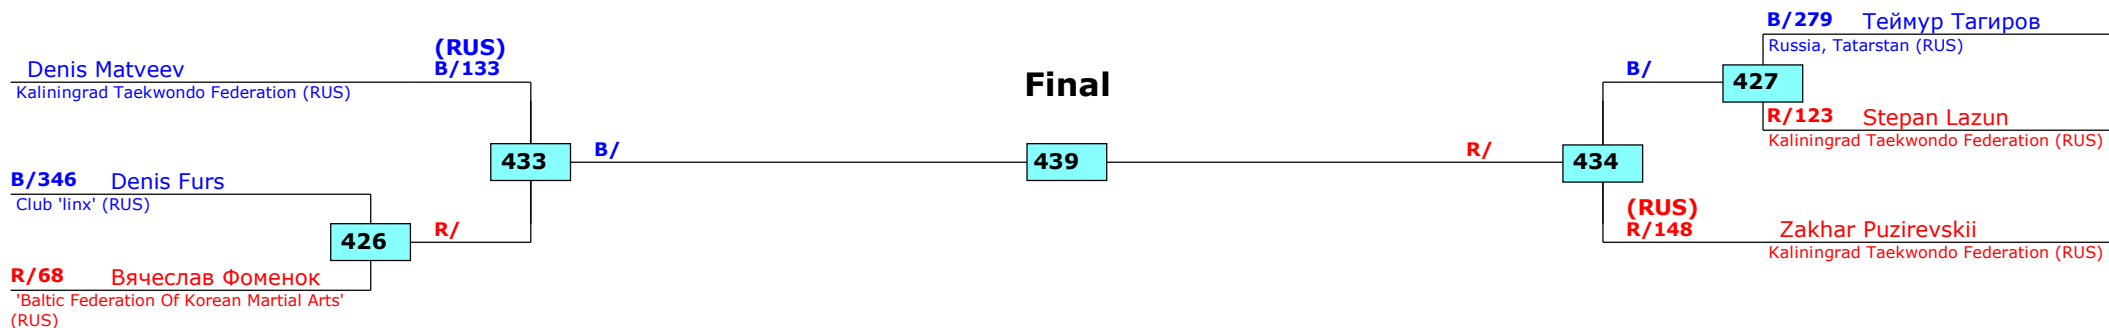 (RUS)
B/133
Denis Matveev
Kaliningrad Taekwondo Federation (RUS)
433
B/
B/346 Denis Furs
Club 'linx' (RUS)
426
R/
R/68 Вячеслав Фоменок
'Baltic Federation Of Korean Martial Arts'
(RUS)
Final
439
B/279 Теймур Тагиров
Russia, Tatarstan (RUS)
B/
427
R/123 Stepan Lazun
Kaliningrad Taekwondo Federation (RUS)
R/
434
(RUS)
R/148
Zakhar Puzirevskii
Kaliningrad Taekwondo Federation (RUS)